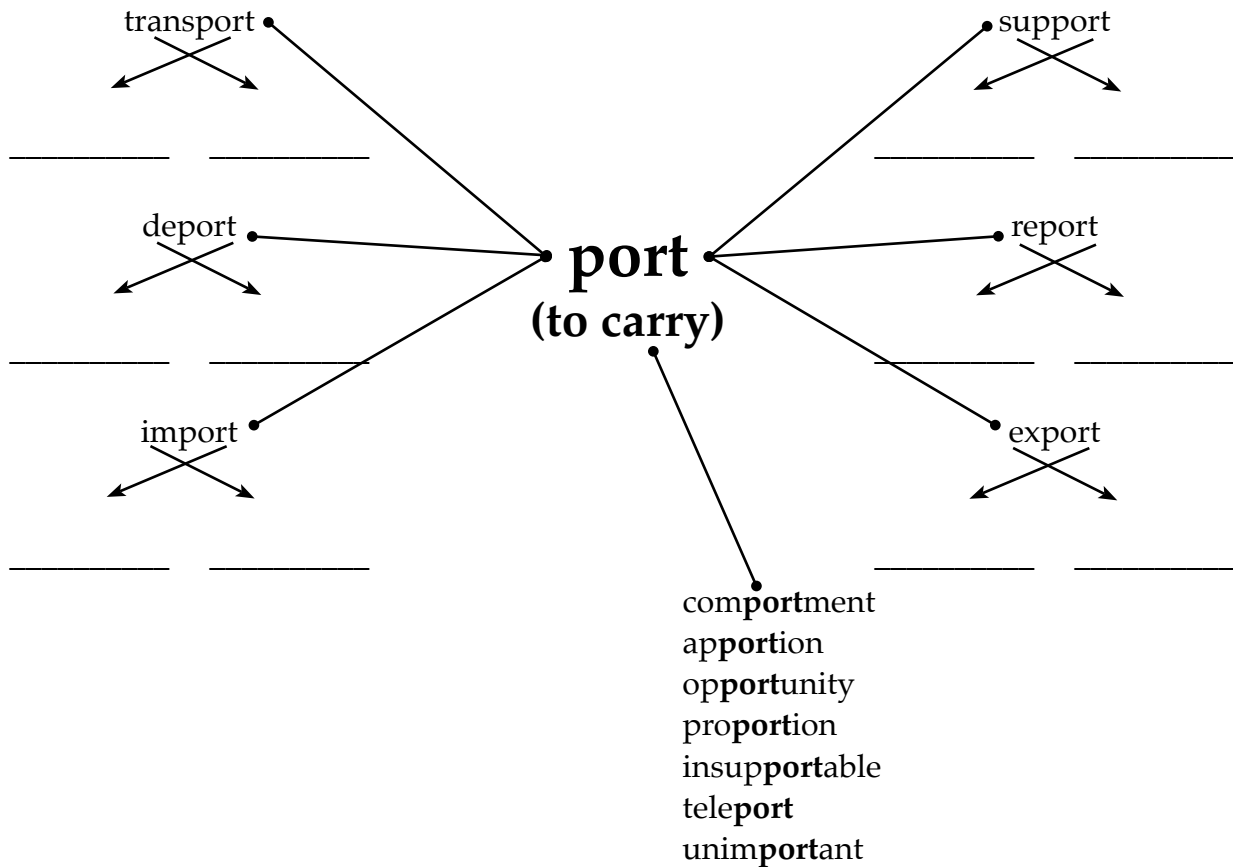 transport
support
deport
report
port
(to carry)
import
export
comportment
apportion
opportunity
proportion
insupportable
teleport
unimportant